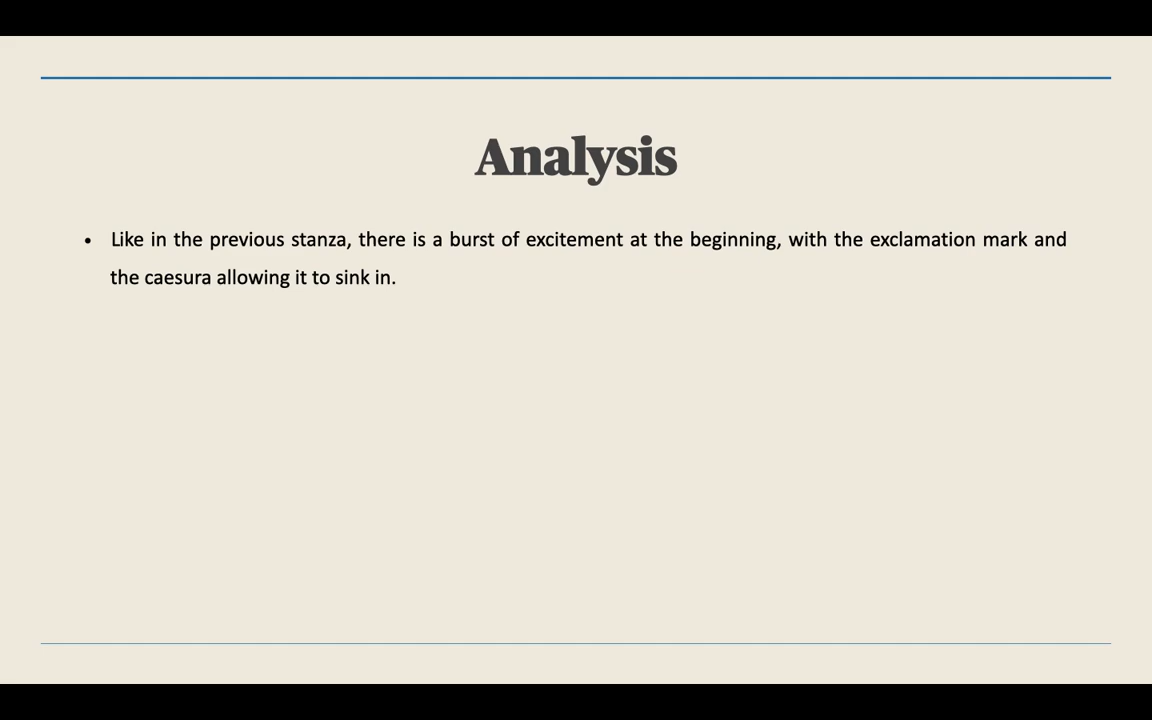 Analysis
• Like in the previous stanza, there is a burst of excitement at the beginning, with the exclamation mark and
the caesura allowing it to sink in.